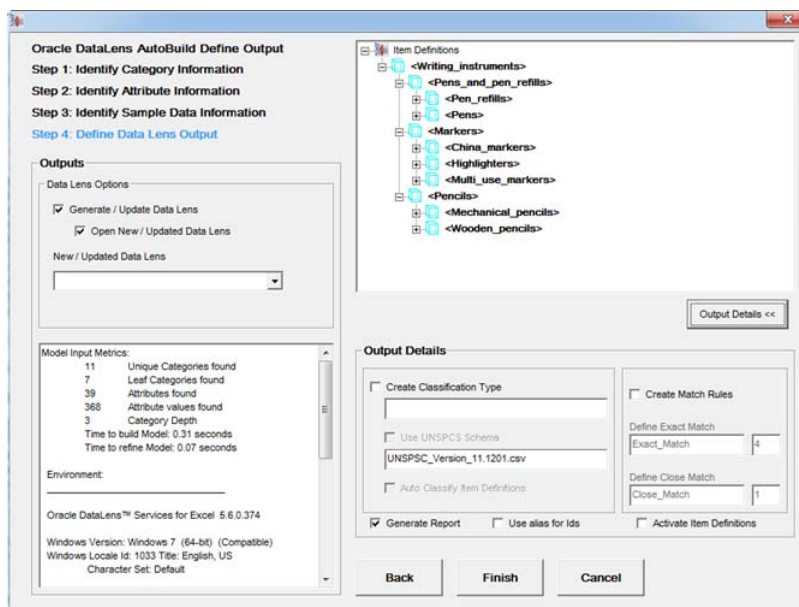 Oracle DataLens AutoBuild Define Output
Step 1: Identify Category Information
Step 2: Identify Attribute Information
Step 3: Identify Sample Data Information
Step 4: Define Data Lens Output
Outputs
Data Lens Options
Generate / Update Data Lens
Open New / Updated Data Lens
New / Updated Data Lens
Model Input Metrics:
11 Unique Categories found
7 Leaf Categories found
39 Attributes found
368 Attribute values found
3 Category Depth
Time to build Model: 0.31 seconds
Time to refine Model: 0.07 seconds
Environment:
Oracle DataLens™ Services for Excel 5.6.0.374
Windows Version: Windows 7 (64-bit) (Compatible)
Windows Locale Id: 1033 Title: English, US
Character Set: Default
Item Definitions
<Writing_instruments>
<Pens_and_pen_refills>
<Pen_refills>
<Pens>
<Markers>
<China_markers>
<Highlighters>
<Multi_use_markers>
<Pencils>
<Mechanical_pencils>
<Wooden_pencils>
Output Details <<
Output Details
Create Classification Type
Use UNSPCS Schema
UNSPSC_Version_11.1201.csv
Auto Classify Item Definitions
Create Match Rules
Define Exact Match
Exact_Match 4
Define Close Match
Close_Match 1
Generate Report Use alias for Ids Activate Item Definitions
Back Finish Cancel